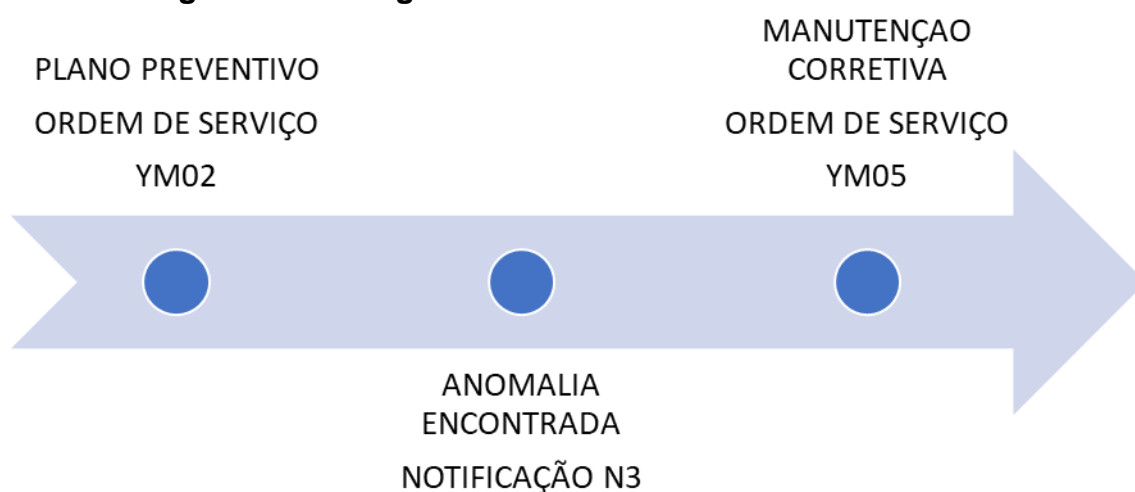 PLANO PREVENTIVO
ORDEM DE SERVIÇO
YM02
ANOMALIA
ENCONTRADA
NOTIFICAÇÃO N3
MANUTENÇAO
CORRETIVA
ORDEM DE SERVIÇO
YM05